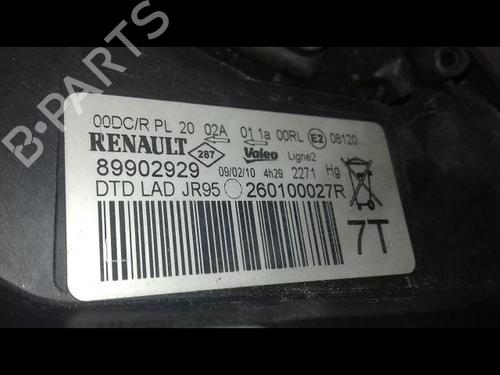 00DC/R PL 20 02A 01 1a 00RL E2 08120
RENAULT 287 Valeo Ligne2
89902929 09/02/10 4h29 2271 Hg
DTD LAD JR95 260100027R
7T
B-PARTS